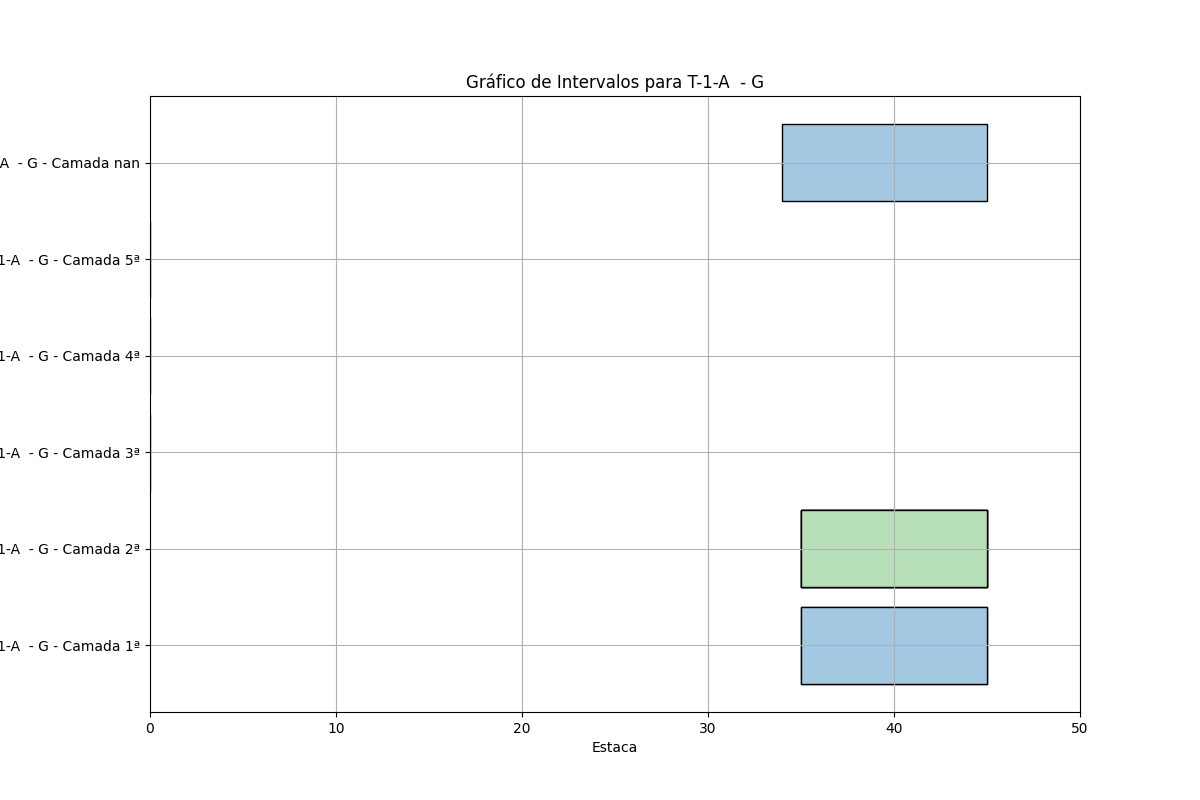 Gráfico de Intervalos para T-1-A  - G
A  - G - Camada nan
1-A  - G - Camada 5ª
1-A  - G - Camada 4ª
1-A  - G - Camada 3ª
1-A  - G - Camada 2ª
1-A  - G - Camada 1ª
0 10 20 30 40 50
Estaca